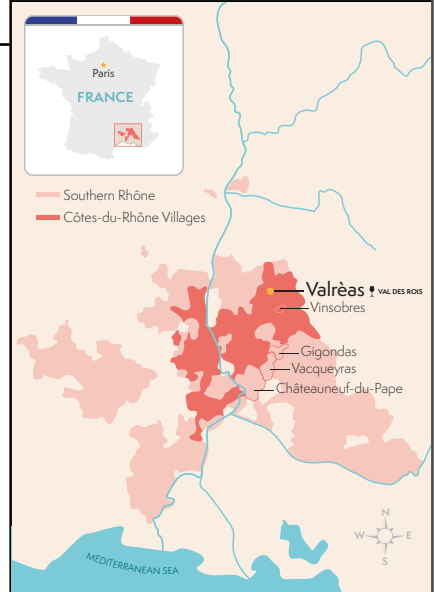 Paris
FRANCE
Southern Rhône
Côtes-du-Rhône Villages
Valrèas VAL DES ROIS
Vinsobres
Gigondas
Vacqueyras
Châteauneuf-du-Pape
N
W E
S
MEDITERRANEAN SEA